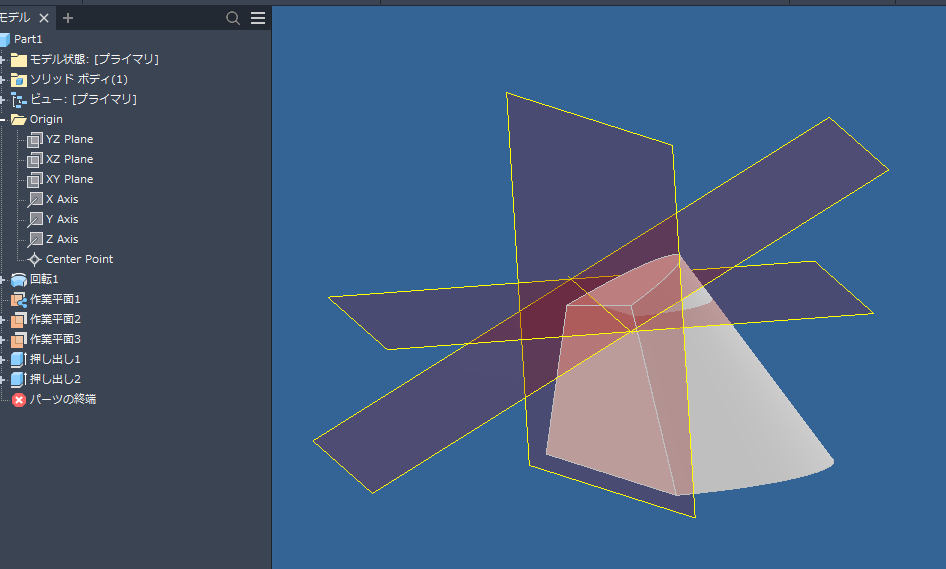 モデル
Part1
モデル状態: [プライマリ]
ソリッド ボディ(1)
ビュー: [プライマリ]
Origin
YZ Plane
XZ Plane
XY Plane
X Axis
Y Axis
Z Axis
Center Point
回転1
作業平面1
作業平面2
作業平面3
押し出し1
押し出し2
パーツの終端